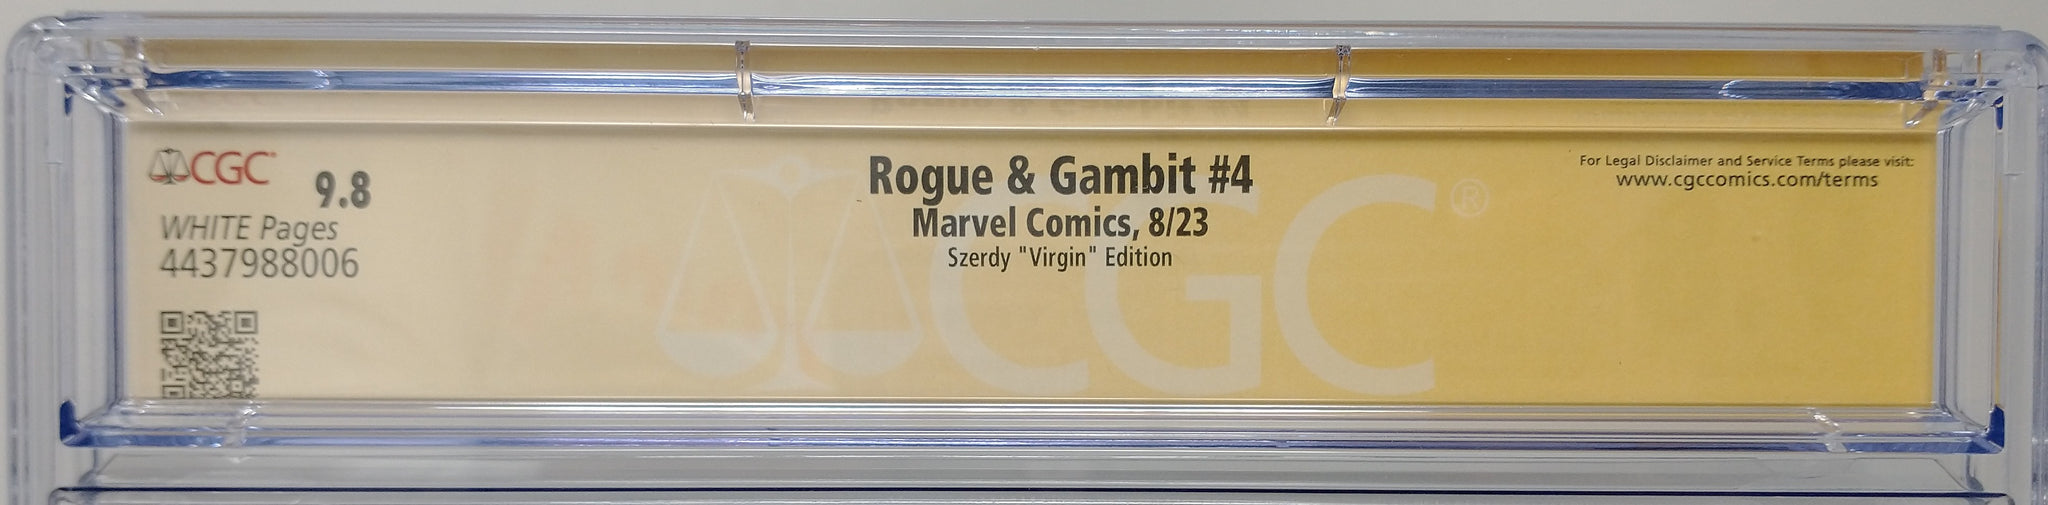 CGC
9.8
WHITE Pages
4437988006
Rogue & Gambit #4
Marvel Comics, 8/23
Szerdy "Virgin" Edition
For Legal Disclaimer and Service Terms please visit:
www.cgccomics.com/terms
CGC®